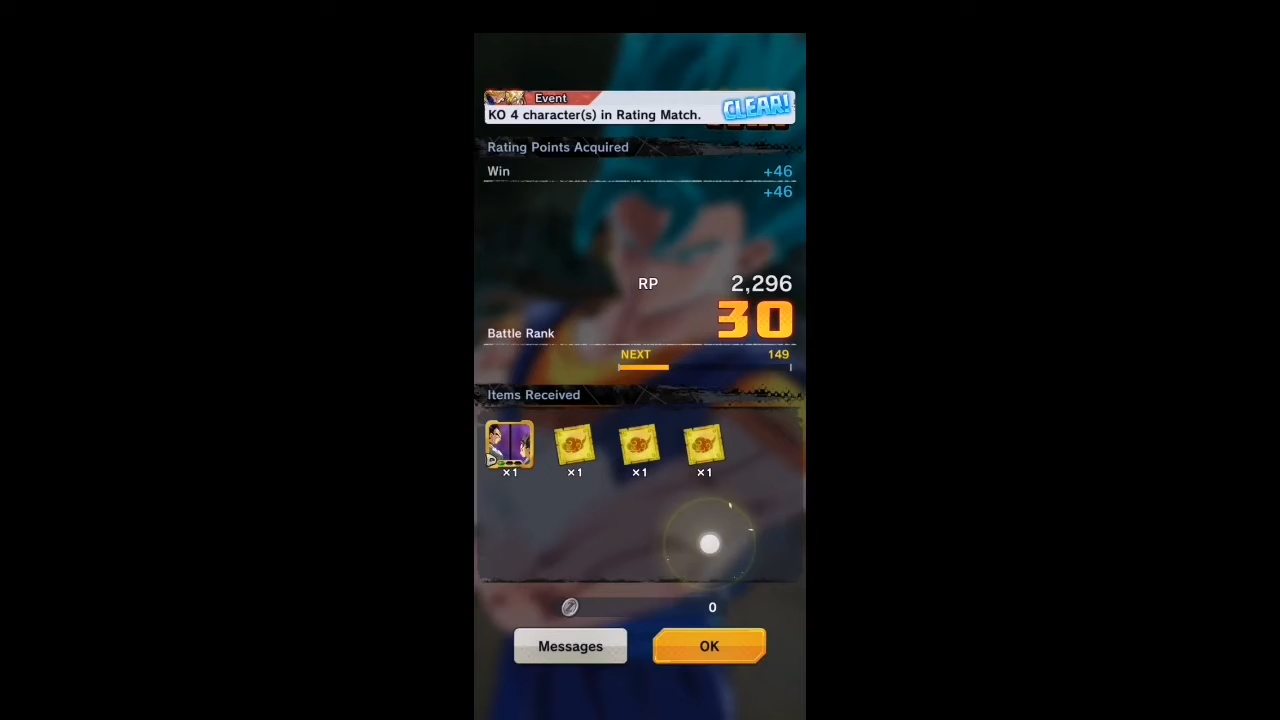 Event
KO 4 character(s) in Rating Match.
CLEAR!
Rating Points Acquired
Win +46
+46
RP 2,296
Battle Rank 30
NEXT 149
Items Received
×1 ×1 ×1 ×1
0
Messages OK